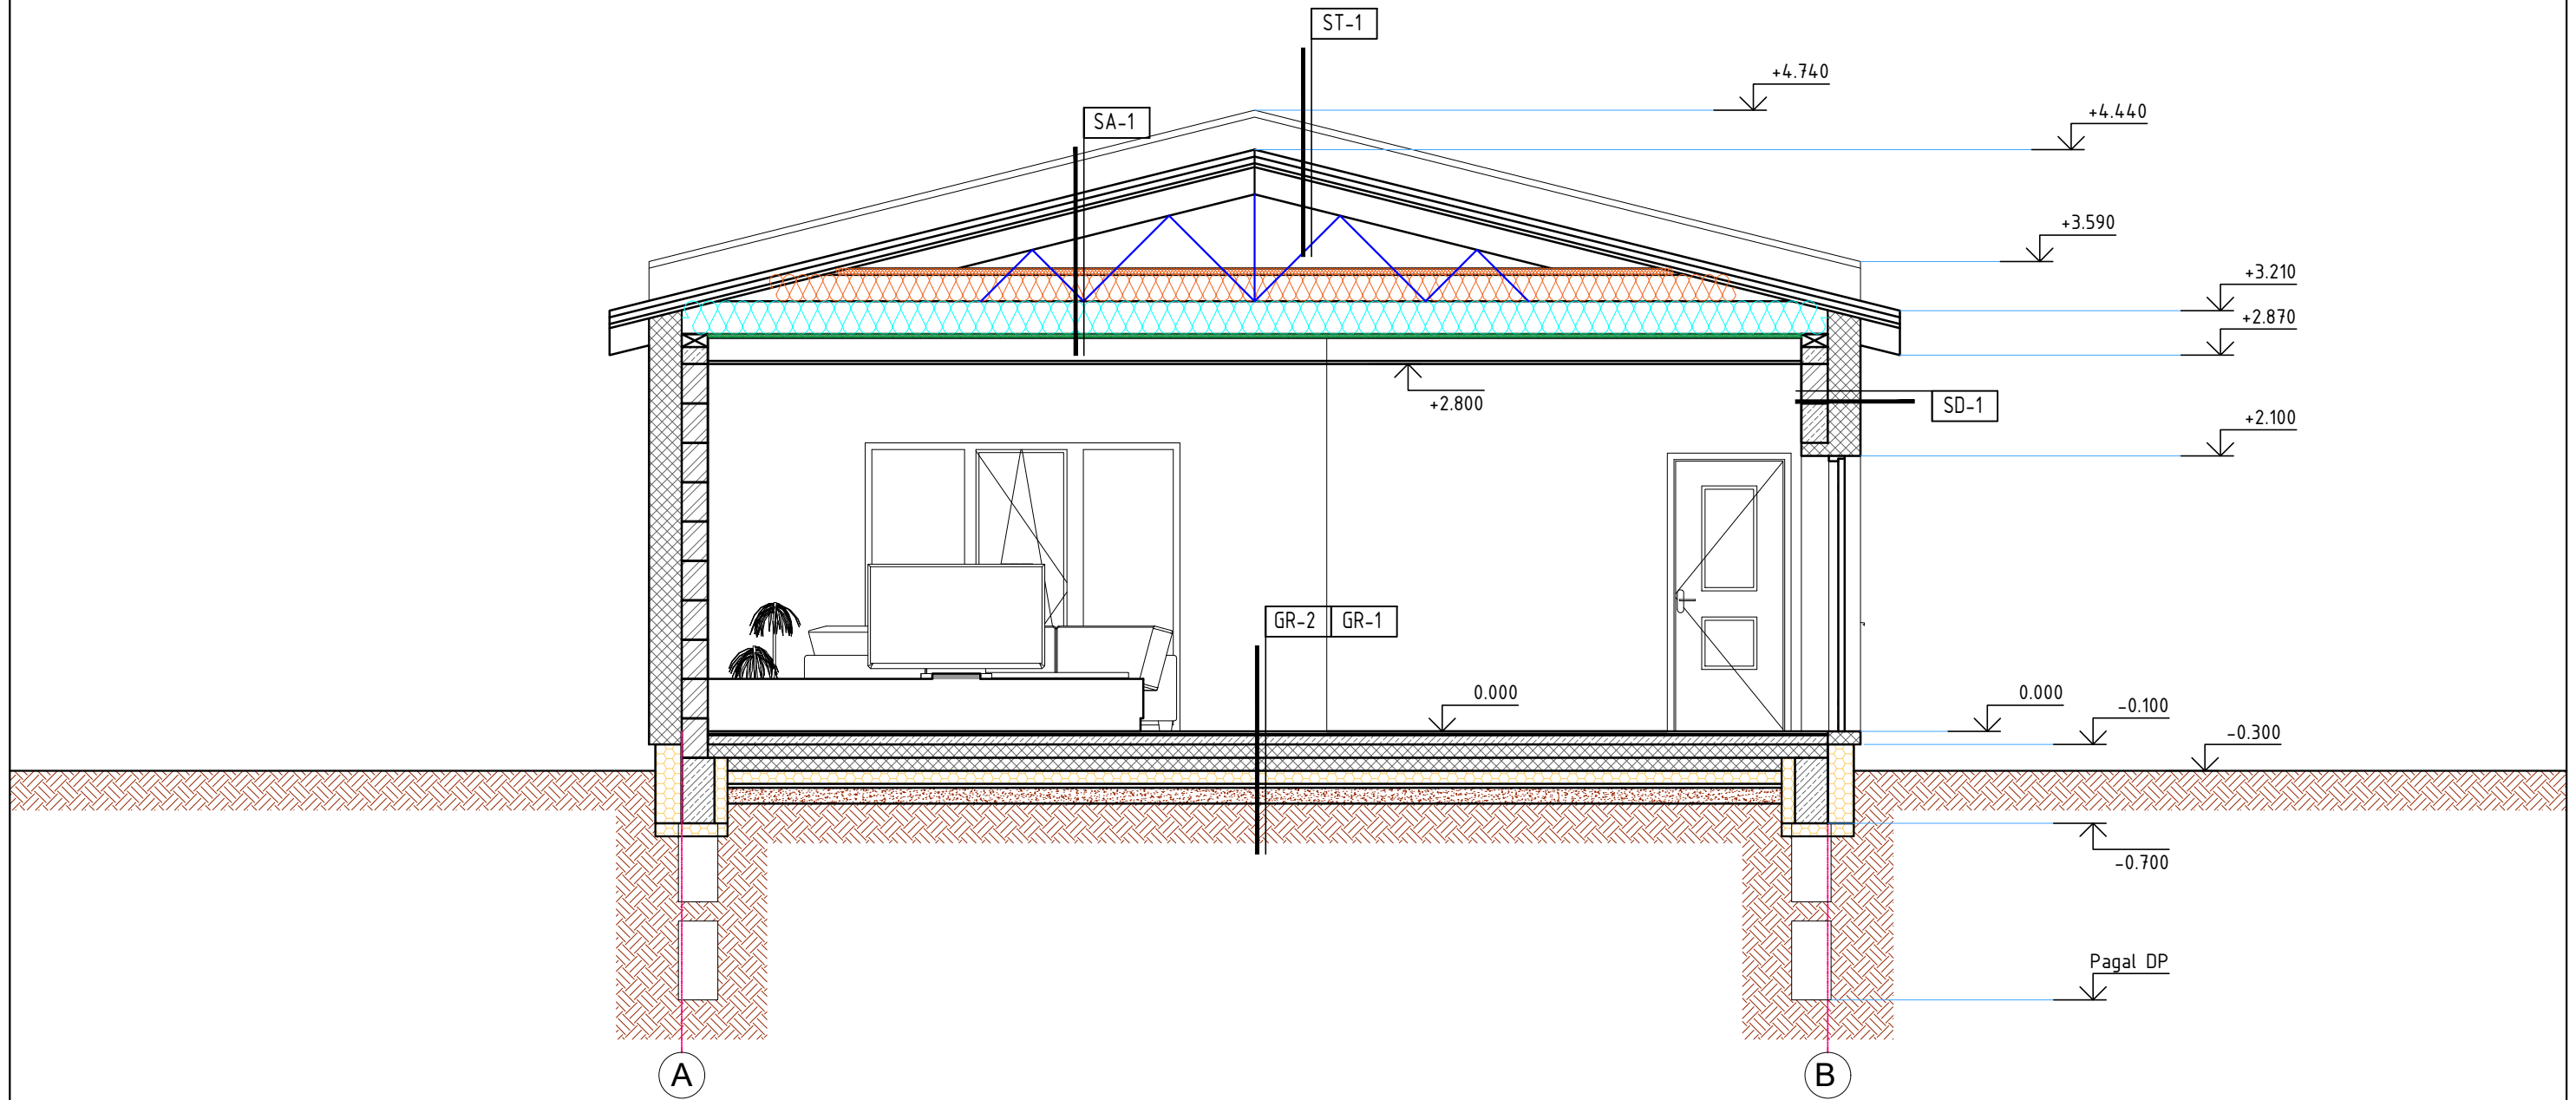 ST-1
+4.740
SA-1
+4.440
+3.590
+3.210
+2.870
+2.800
SD-1
+2.100
GR-2 GR-1
0.000
0.000
-0.100
-0.300
-0.700
Pagal DP
A
B